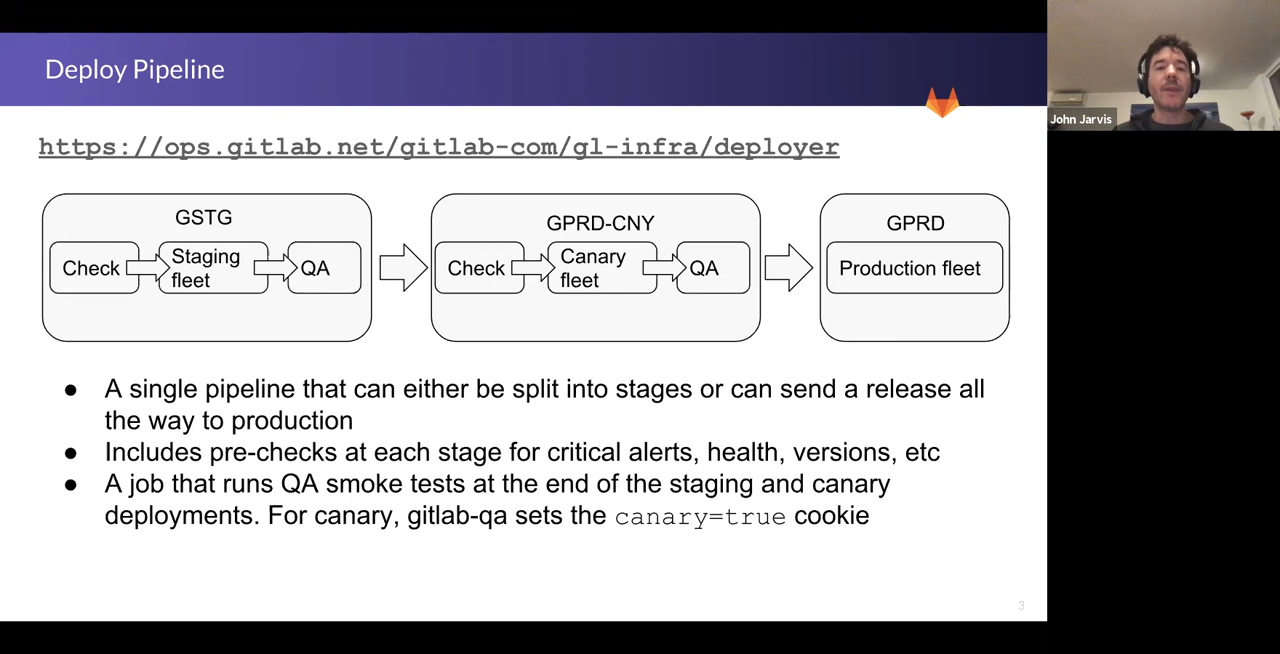 Deploy Pipeline
John Jarvis
https://ops.gitlab.net/gitlab-com/gl-infra/deployer
GSTG
Check
Staging
fleet
QA
GPRD-CNY
Check
Canary
fleet
QA
GPRD
Production fleet
● A single pipeline that can either be split into stages or can send a release all
the way to production
● Includes pre-checks at each stage for critical alerts, health, versions, etc
● A job that runs QA smoke tests at the end of the staging and canary
deployments. For canary, gitlab-qa sets the canary=true cookie
3